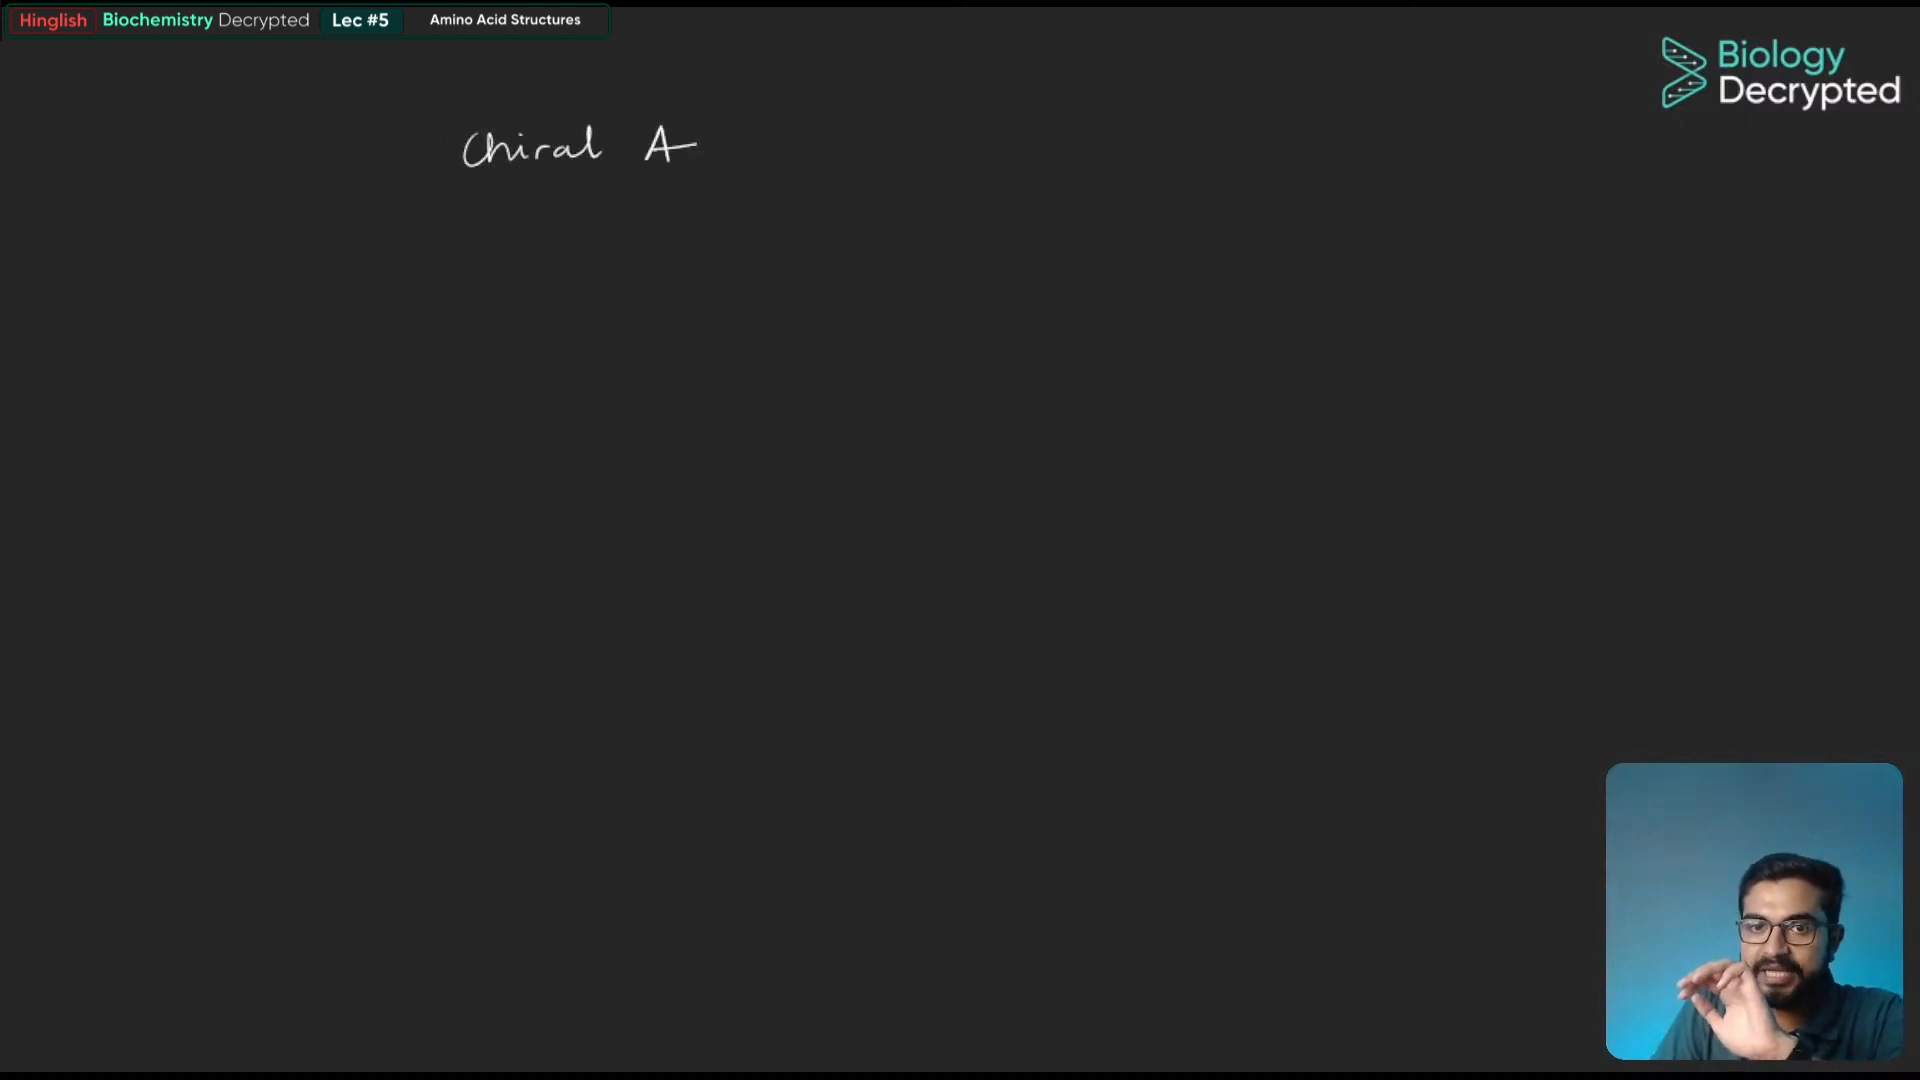 Hinglish Biochemistry Decrypted Lec #5 Amino Acid Structures
Biology
Decrypted
Chiral A